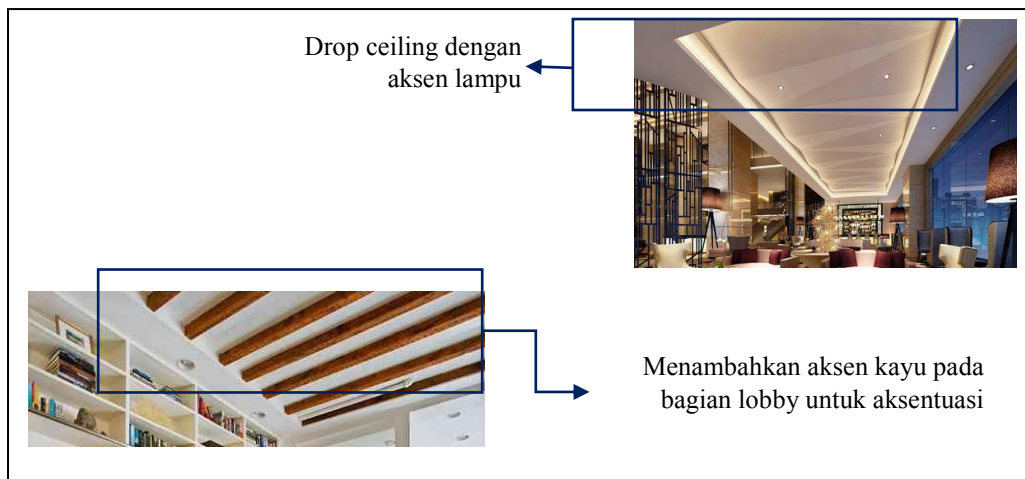 Drop ceiling dengan
aksen lampu
Menambahkan aksen kayu pada
bagian lobby untuk aksentuasi